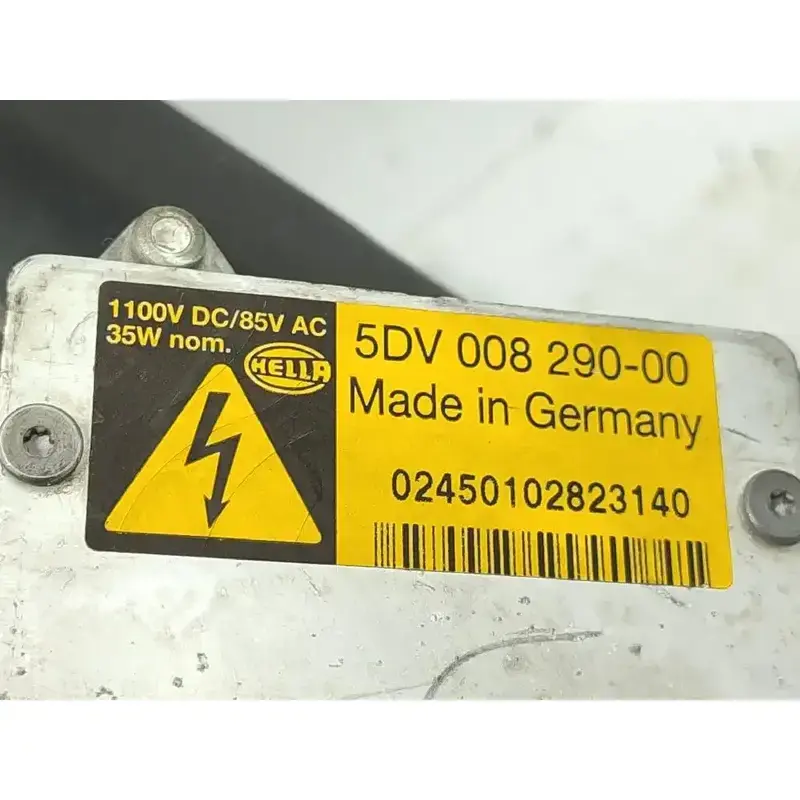 1100V DC/85V AC
35W nom.
HELLA
5DV 008 290-00
Made in Germany
02450102823140